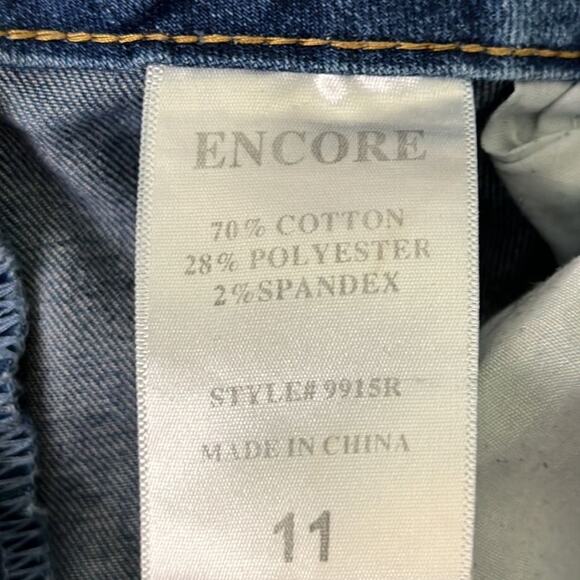 ENCORE
70% COTTON
28% POLYESTER
2%SPANDEX
STYLE# 9915R
MADE IN CHINA
11